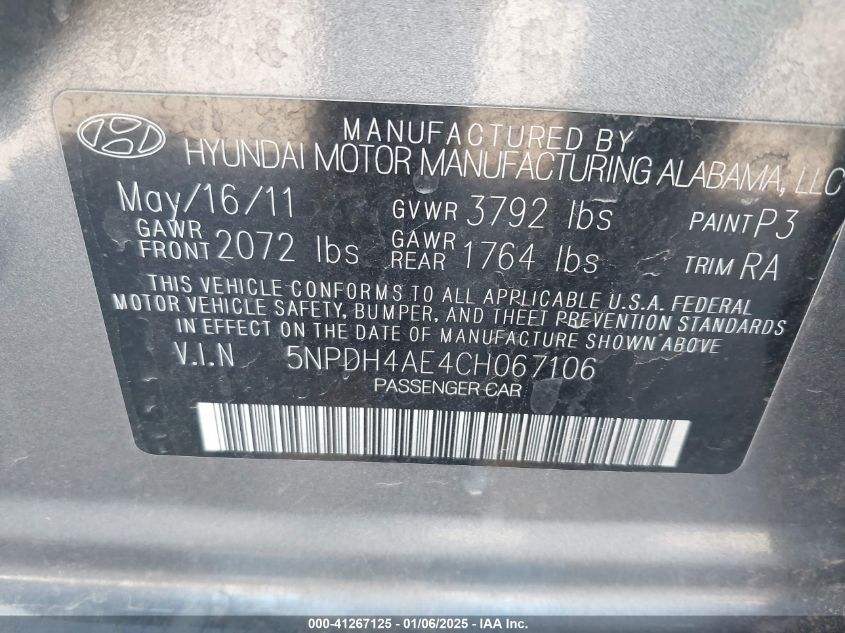 MANUFACTURED BY
HYUNDAI MOTOR MANUFACTURING ALABAMA, LLC
May/16/11 GVWR 3792 lbs PAINT P3
GAWR FRONT 2072 lbs GAWR REAR 1764 lbs TRIM RA
THIS VEHICLE CONFORMS TO ALL APPLICABLE U.S.A. FEDERAL
MOTOR VEHICLE SAFETY, BUMPER, AND THEFT PREVENTION STANDARDS
IN EFFECT ON THE DATE OF MANUFACTURE SHOWN ABOVE
V.I.N 5NPDH4AE4CH067106
PASSENGER CAR
000-41267125 | 01/06/2025 - IAA Inc.